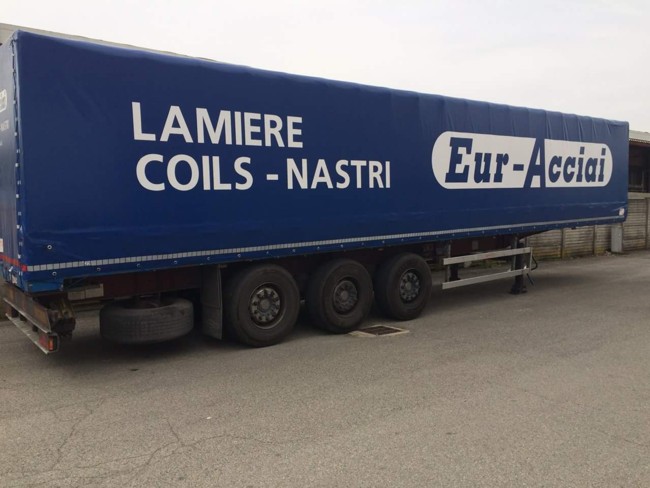 LAMIERE
COILS - NASTRI
Eur-Acciai